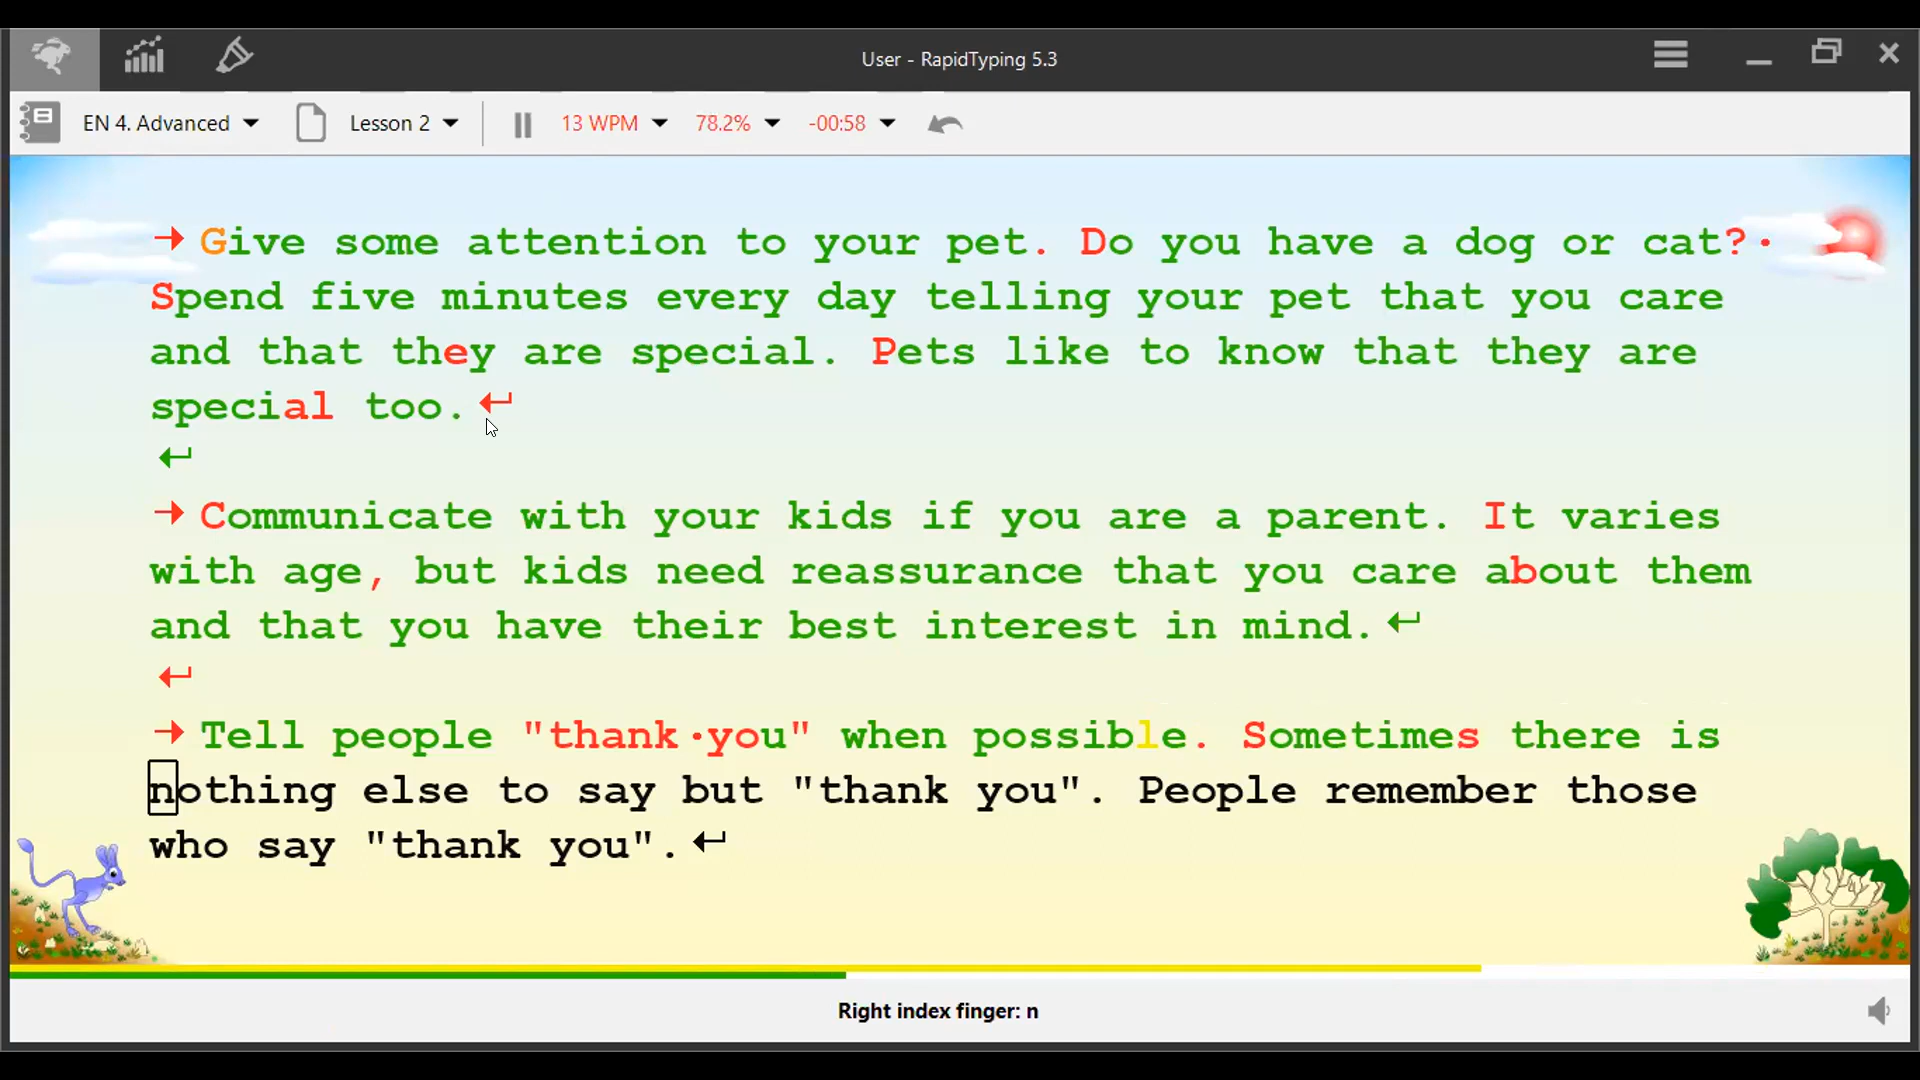 User - RapidTyping 5.3
EN 4. Advanced Lesson 2 13 WPM 78.2% -00:58
→ Give some attention to your pet. Do you have a dog or cat?·
Spend five minutes every day telling your pet that you care
and that they are special. Pets like to know that they are
special too.↵
↵
→ Communicate with your kids if you are a parent. It varies
with age, but kids need reassurance that you care about them
and that you have their best interest in mind.↵
↵
→ Tell people "thank·you" when possible. Sometimes there is
nothing else to say but "thank you". People remember those
who say "thank you".↵
Right index finger: n